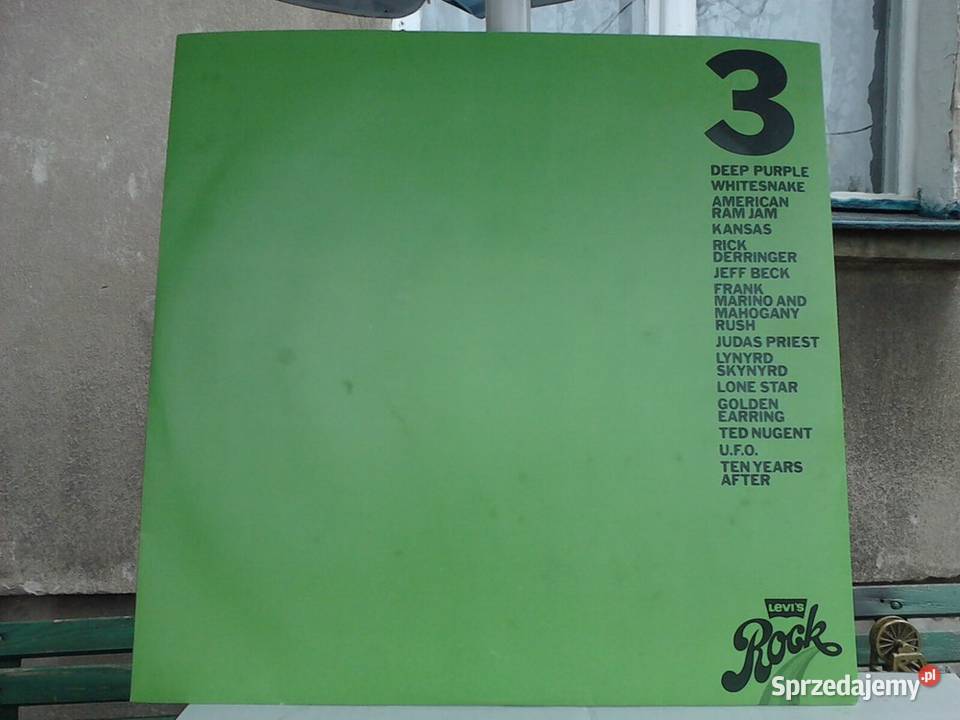 3
DEEP PURPLE
WHITESNAKE
AMERICAN
RAM JAM
KANSAS
RICK
DERRINGER
JEFF BECK
FRANK
MARINO AND
MAHOGANY
RUSH
JUDAS PRIEST
LYNYRD
SKYNYRD
LONE STAR
GOLDEN
EARRING
TED NUGENT
U.F.O.
TEN YEARS
AFTER
LEVI'S
Rock
Sprzedajemy.pl